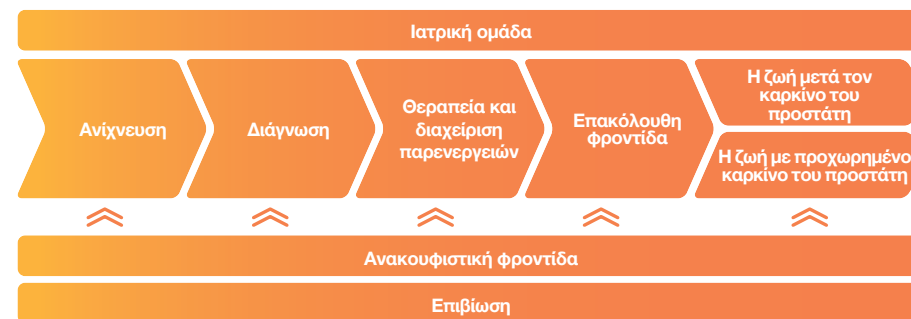 Ιατρική ομάδα
Ανίχνευση
Διάγνωση
Θεραπεία και
διαχείριση
παρενεργειών
Επακόλουθη
φροντίδα
Η ζωή μετά τον
καρκίνο του
προστάτη
Η ζωή με προχωρημένο
καρκίνο του προστάτη
Ανακουφιστική φροντίδα
Επιβίωση